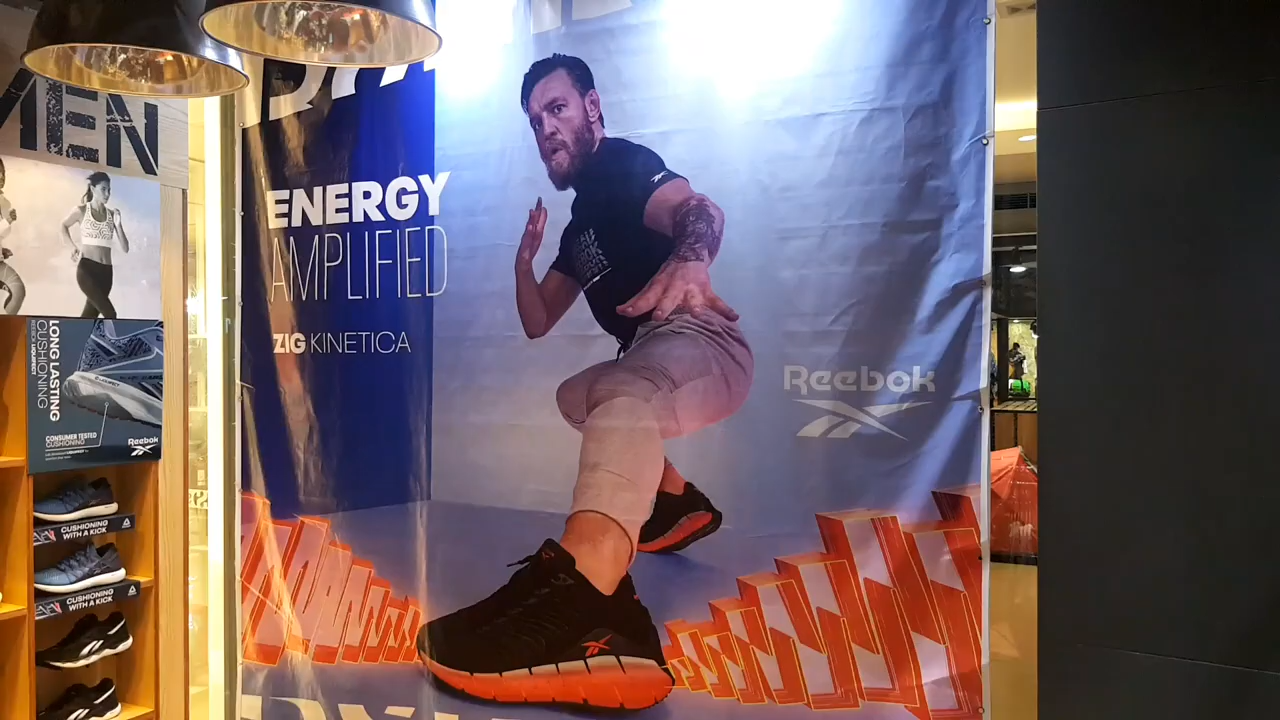 MEN
ENERGY
AMPLIFIED
ZIG KINETICA
Reebok
LONG LASTING
CUSHIONING
CONSUMER TESTED
CUSHIONING
Reebok
CUSHIONING
WITH A KICK
CUSHIONING
WITH A KICK